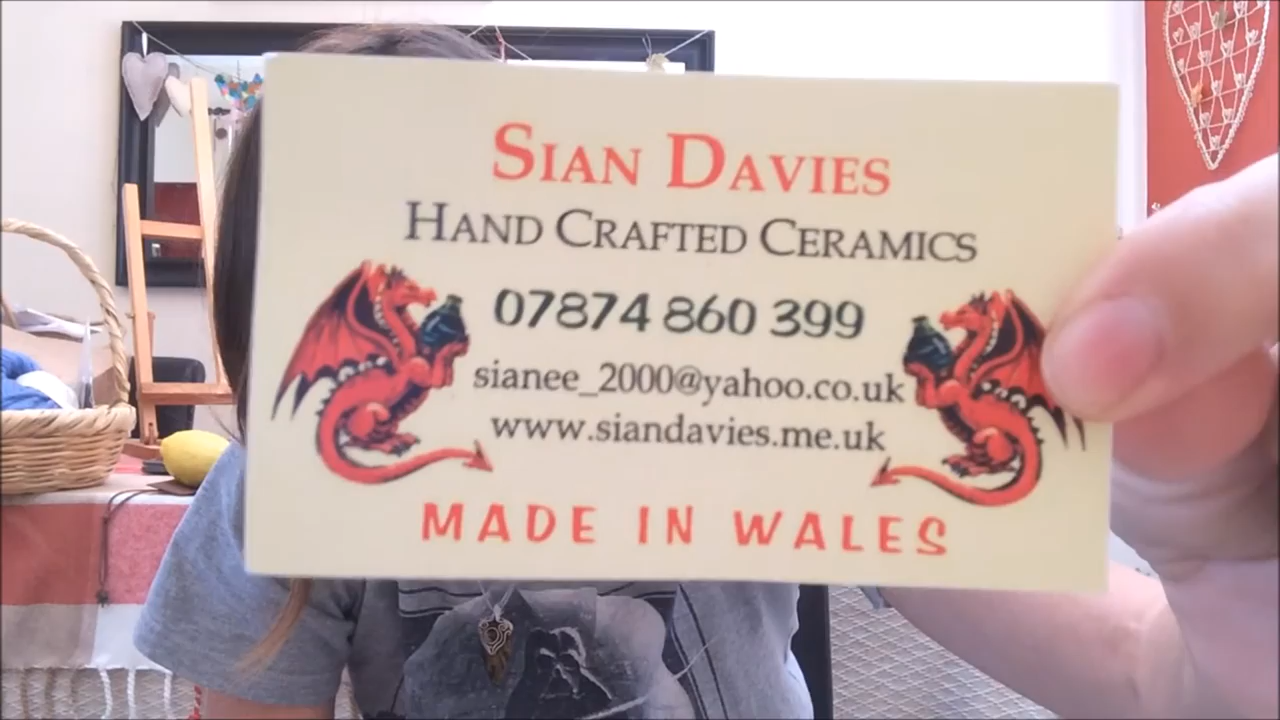 SIAN DAVIES
HAND CRAFTED CERAMICS
07874 860 399
sianee_2000@yahoo.co.uk
www.siandavies.me.uk
MADE IN WALES